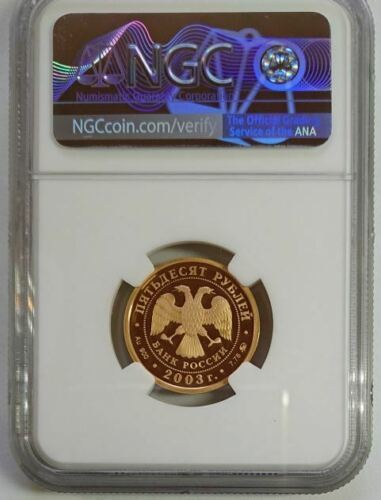 NGC
Numismatic Guaranty Corporation
NGCcoin.com/verify
The Official Grading
Service of the ANA
ПЯТЬДЕСЯТ РУБЛЕЙ
Au 900
7,78
БАНК РОССИИ
2003 г.